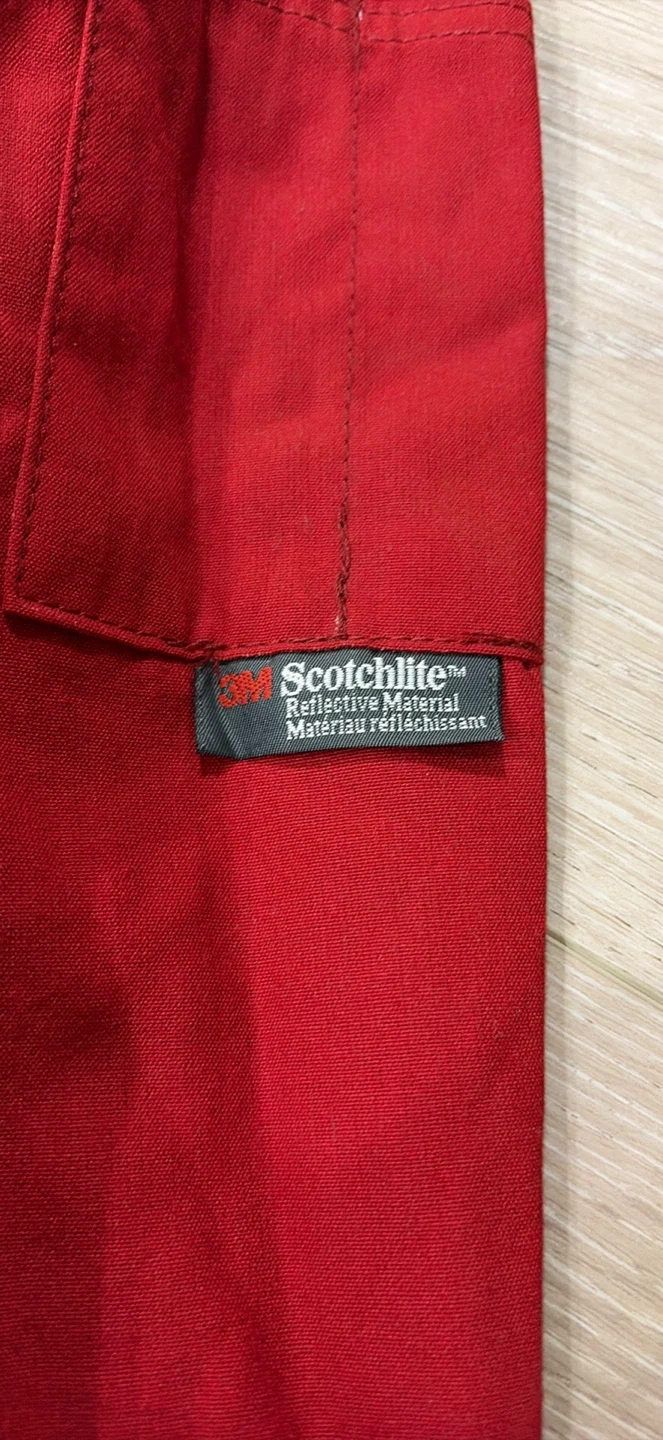 3M Scotchlite™
Reflective Material
Matériau réfléchissant